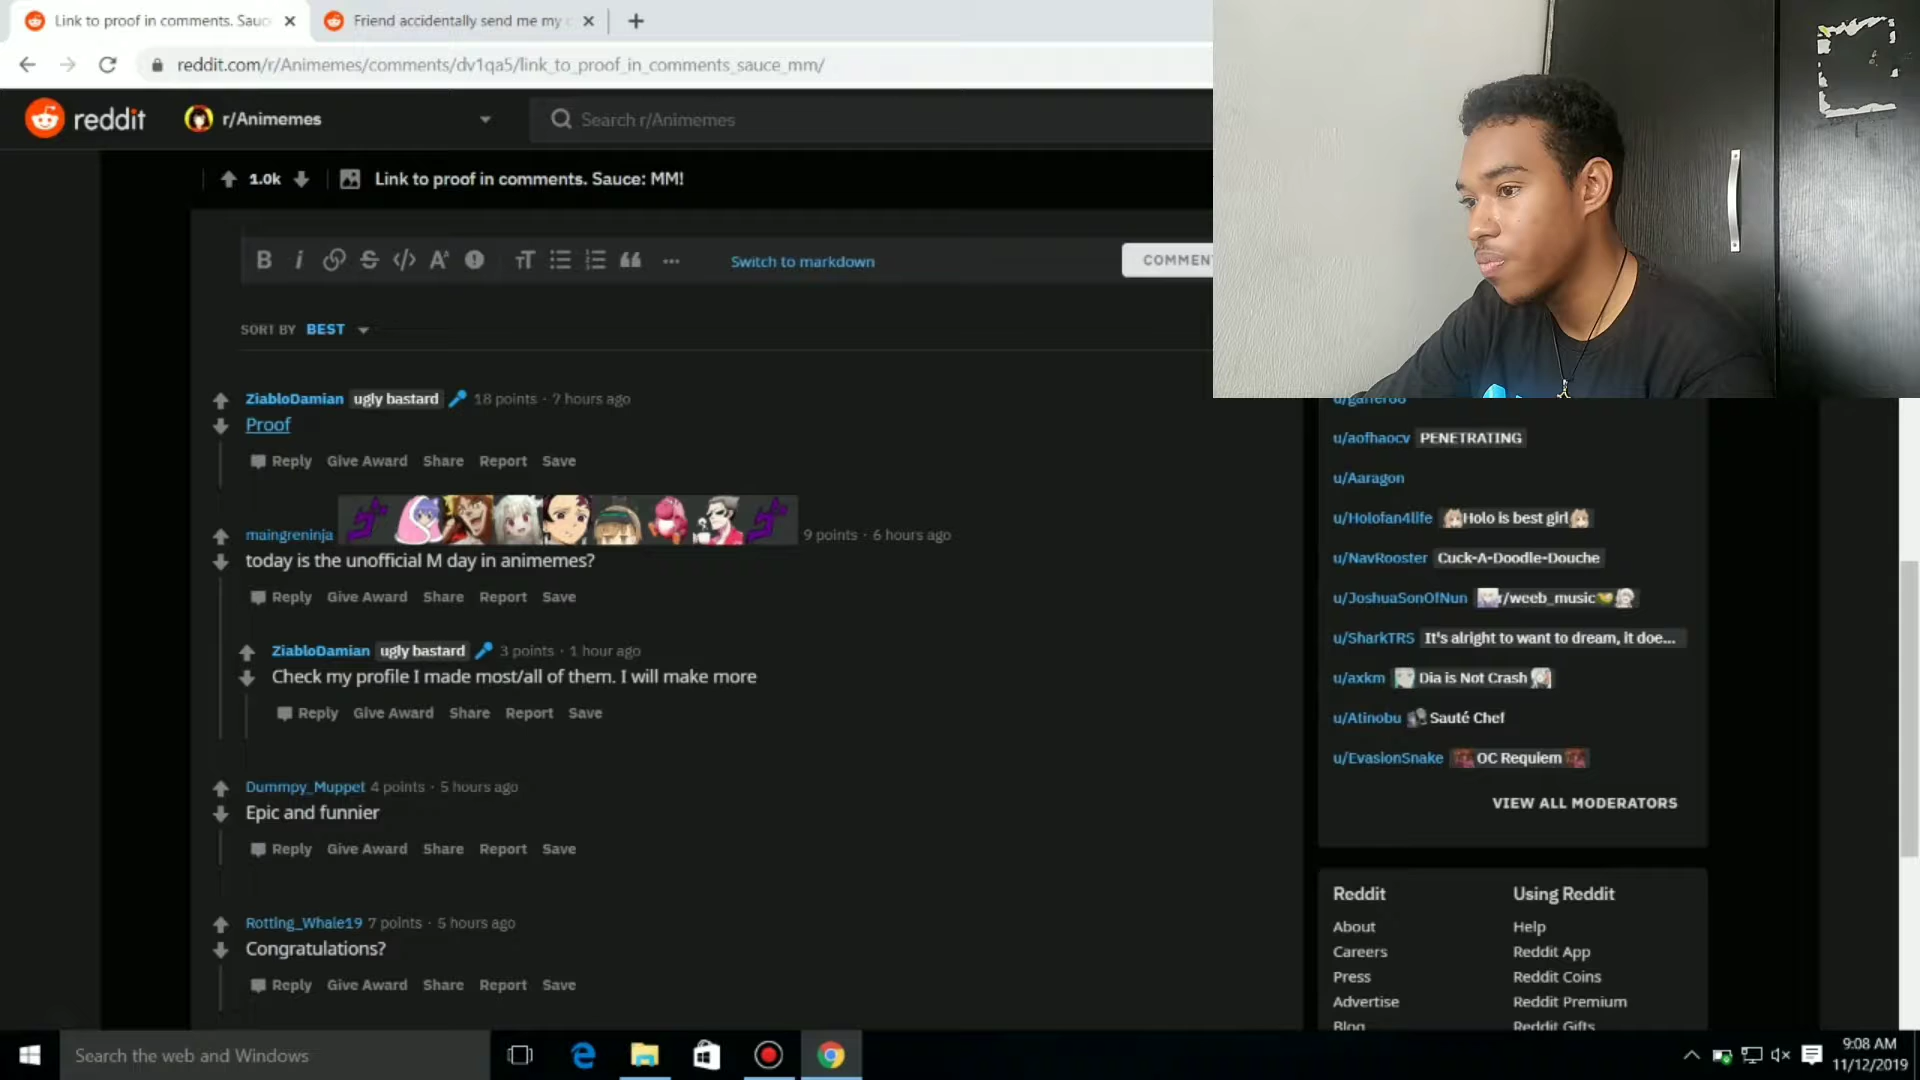 Link to proof in comments. Sauc
Friend accidentally send me my
reddit.com/r/Animemes/comments/dv1qa5/link_to_proof_in_comments_sauce_mm/
reddit
r/Animemes
Search r/Animemes
1.0k
Link to proof in comments. Sauce: MM!
Switch to markdown
COMMEN
SORT BY BEST
ZiabloDamian ugly bastard 18 points · 7 hours ago
Proof
Reply Give Award Share Report Save
maingreninja 9 points · 6 hours ago
today is the unofficial M day in animemes?
Reply Give Award Share Report Save
ZiabloDamian ugly bastard 3 points · 1 hour ago
Check my profile I made most/all of them. I will make more
Reply Give Award Share Report Save
Dummpy_Muppet 4 points · 5 hours ago
Epic and funnier
Reply Give Award Share Report Save
Rotting_Whale19 7 points · 5 hours ago
Congratulations?
Reply Give Award Share Report Save
u/aofhaocv PENETRATING
u/Aaragon
u/Holofan4life Holo is best girl
u/NavRooster Cuck-A-Doodle-Douche
u/JoshuaSonOfNun r/weeb_music
u/SharkTRS It's alright to want to dream, it doe...
u/axkm Dia is Not Crash
u/Atinobu Sauté Chef
u/EvasionSnake OC Requiem
VIEW ALL MODERATORS
Reddit
About
Careers
Press
Advertise
Blog
Using Reddit
Help
Reddit App
Reddit Coins
Reddit Premium
Reddit Gifts
Search the web and Windows
9:08 AM
11/12/2019